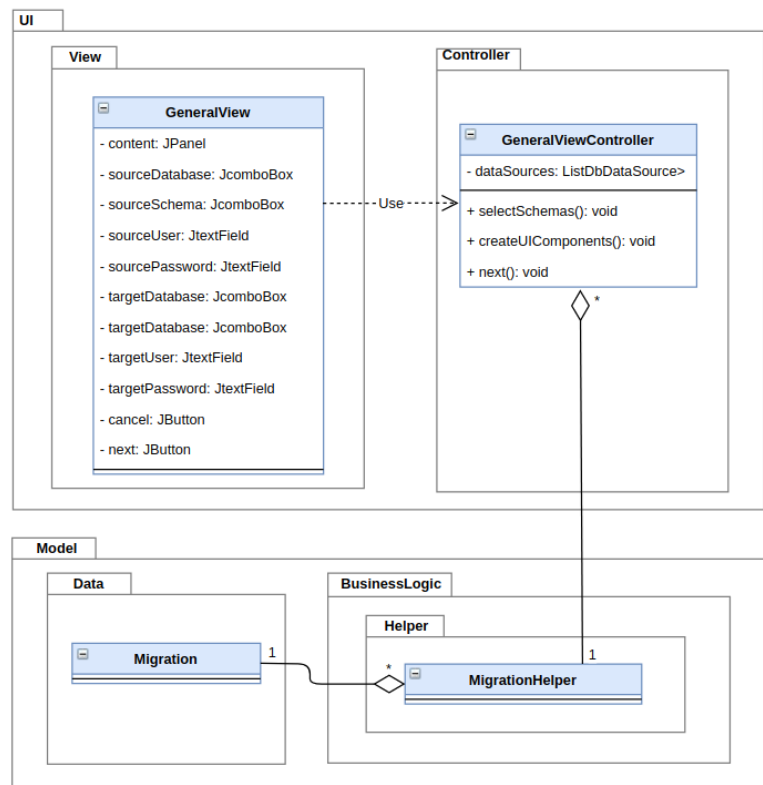 UI
View
GeneralView
- content: JPanel
- sourceDatabase: JcomboBox
- sourceSchema: JcomboBox
- sourceUser: JtextField
- sourcePassword: JtextField
- targetDatabase: JcomboBox
- targetDatabase: JcomboBox
- targetUser: JtextField
- targetPassword: JtextField
- cancel: JButton
- next: JButton
Use
Controller
GeneralViewController
- dataSources: ListDbDataSource>
+ selectSchemas(): void
+ createUIComponents(): void
+ next(): void
*
Model
Data
Migration
1
BusinessLogic
Helper
*
1
MigrationHelper